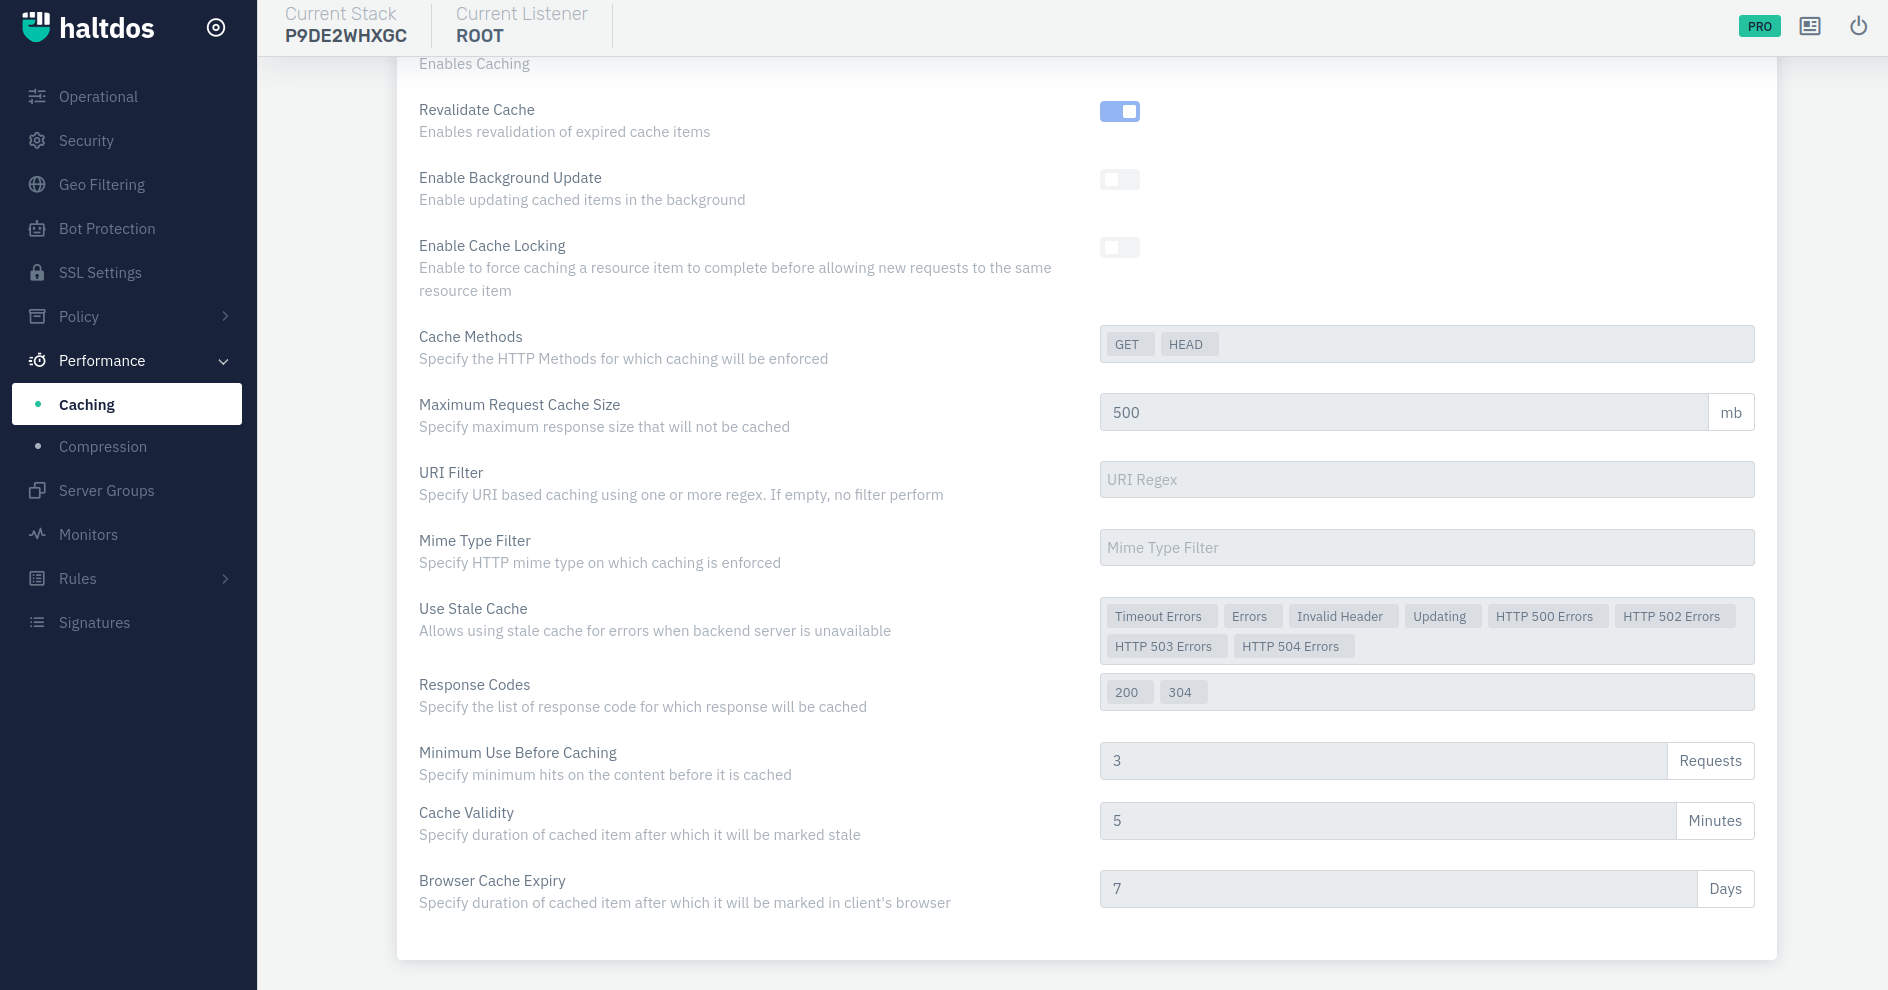 haltdos
Current Stack
P9DE2WHXGC
Current Listener
ROOT
PRO
Operational
Security
Geo Filtering
Bot Protection
SSL Settings
Policy
Performance
Caching
Compression
Server Groups
Monitors
Rules
Signatures
Enables Caching
Revalidate Cache
Enables revalidation of expired cache items
Enable Background Update
Enable updating cached items in the background
Enable Cache Locking
Enable to force caching a resource item to complete before allowing new requests to the same
resource item
Cache Methods
Specify the HTTP Methods for which caching will be enforced
GET HEAD
Maximum Request Cache Size
Specify maximum response size that will not be cached
500 mb
URI Filter
Specify URI based caching using one or more regex. If empty, no filter perform
URI Regex
Mime Type Filter
Specify HTTP mime type on which caching is enforced
Mime Type Filter
Use Stale Cache
Allows using stale cache for errors when backend server is unavailable
Timeout Errors Errors Invalid Header Updating HTTP 500 Errors HTTP 502 Errors
HTTP 503 Errors HTTP 504 Errors
Response Codes
Specify the list of response code for which response will be cached
200 304
Minimum Use Before Caching
Specify minimum hits on the content before it is cached
3 Requests
Cache Validity
Specify duration of cached item after which it will be marked stale
5 Minutes
Browser Cache Expiry
Specify duration of cached item after which it will be marked in client's browser
7 Days